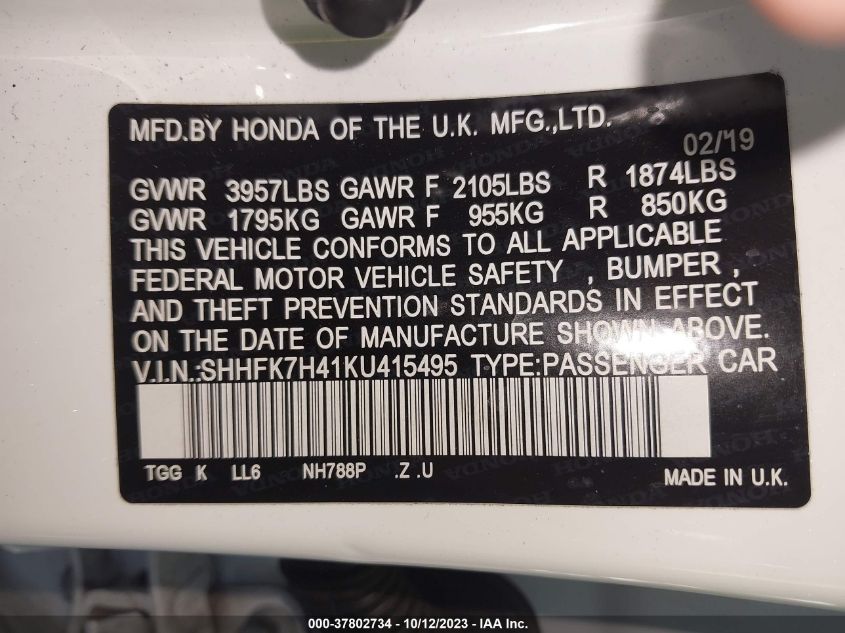 MFD.BY HONDA OF THE U.K. MFG.,LTD.
02/19
GVWR 3957LBS GAWR F 2105LBS R 1874LBS
GVWR 1795KG GAWR F 955KG R 850KG
THIS VEHICLE CONFORMS TO ALL APPLICABLE
FEDERAL MOTOR VEHICLE SAFETY , BUMPER ,
AND THEFT PREVENTION STANDARDS IN EFFECT
ON THE DATE OF MANUFACTURE SHOWN ABOVE.
V.I.N.:SHHFK7H41KU415495 TYPE:PASSENGER CAR
TGG K LL6 NH788P .Z .U
MADE IN U.K.
000-37802734 - 10/12/2023 - IAA Inc.